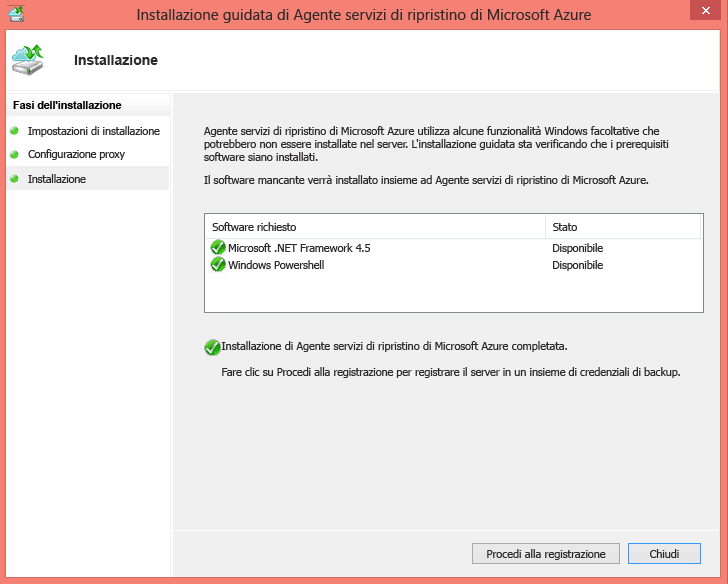 Installazione guidata di Agente servizi di ripristino di Microsoft Azure
Installazione
Fasi dell'installazione
Impostazioni di installazione
Configurazione proxy
Installazione
Agente servizi di ripristino di Microsoft Azure utilizza alcune funzionalità Windows facoltative che
potrebbero non essere installate nel server. L'installazione guidata sta verificando che i prerequisiti
software siano installati.
Il software mancante verrà installato insieme ad Agente servizi di ripristino di Microsoft Azure.
Software richiesto Stato
Microsoft .NET Framework 4.5 Disponibile
Windows Powershell Disponibile
Installazione di Agente servizi di ripristino di Microsoft Azure completata.
Fare clic su Procedi alla registrazione per registrare il server in un insieme di credenziali di backup.
Procedi alla registrazione Chiudi